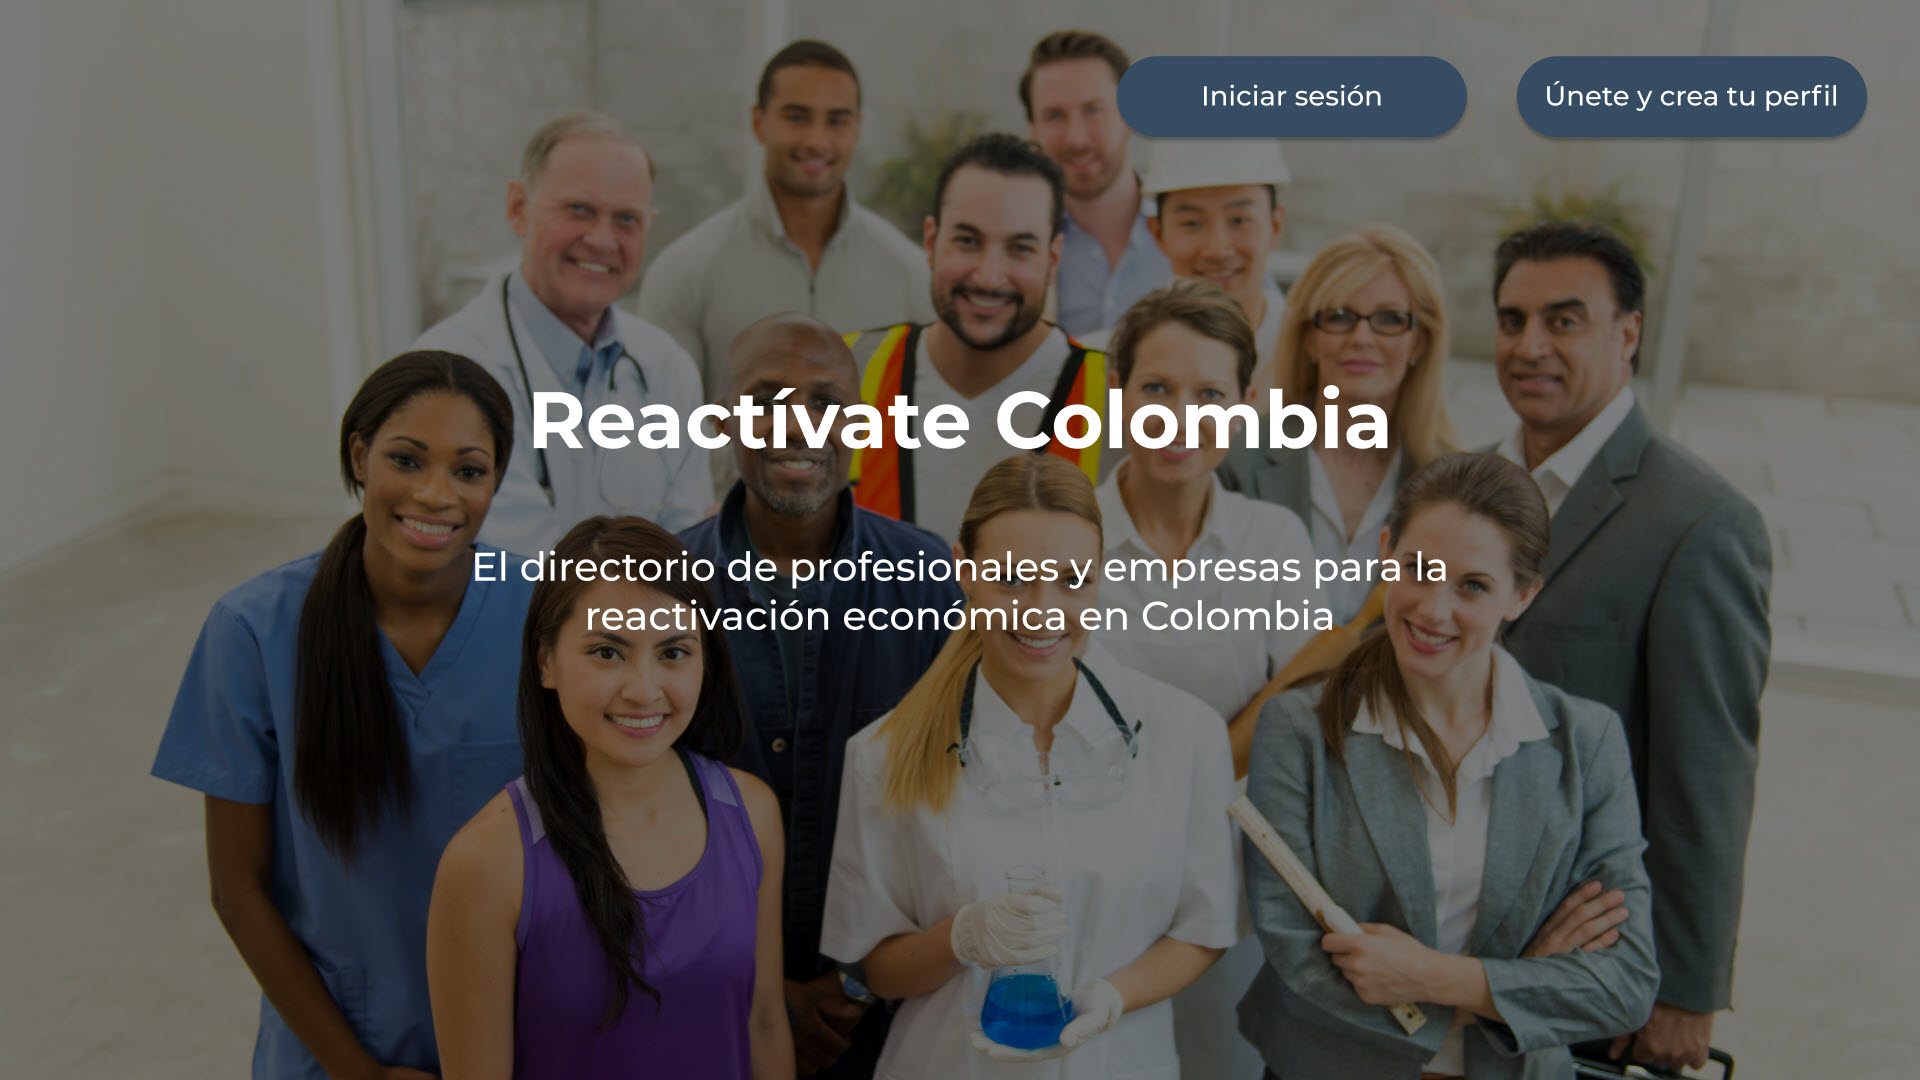 Iniciar sesión
Únete y crea tu perfil
Reactívate Colombia
El directorio de profesionales y empresas para la
reactivación económica en Colombia